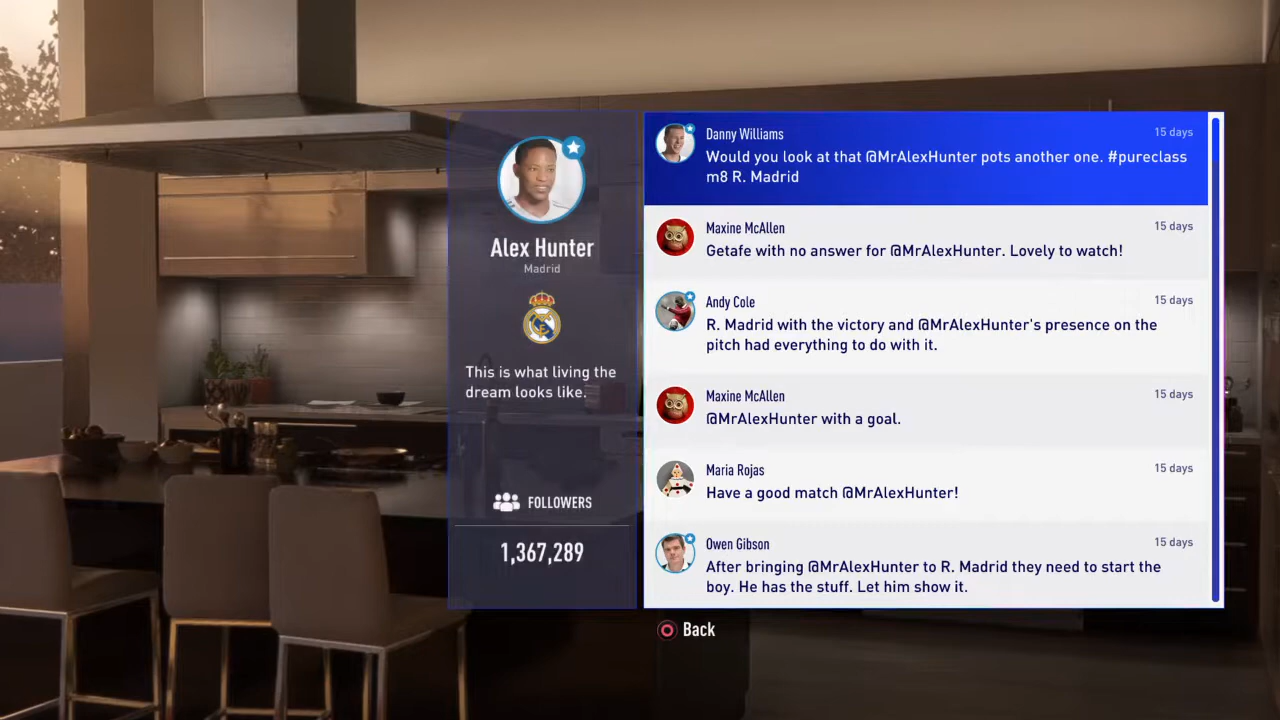 Alex Hunter
Madrid
This is what living the
dream looks like.
FOLLOWERS
1,367,289
Danny Williams
15 days
Would you look at that @MrAlexHunter pots another one. #pureclass
m8 R. Madrid
Maxine McAllen
15 days
Getafe with no answer for @MrAlexHunter. Lovely to watch!
Andy Cole
15 days
R. Madrid with the victory and @MrAlexHunter's presence on the
pitch had everything to do with it.
Maxine McAllen
15 days
@MrAlexHunter with a goal.
Maria Rojas
15 days
Have a good match @MrAlexHunter!
Owen Gibson
15 days
After bringing @MrAlexHunter to R. Madrid they need to start the
boy. He has the stuff. Let him show it.
Back